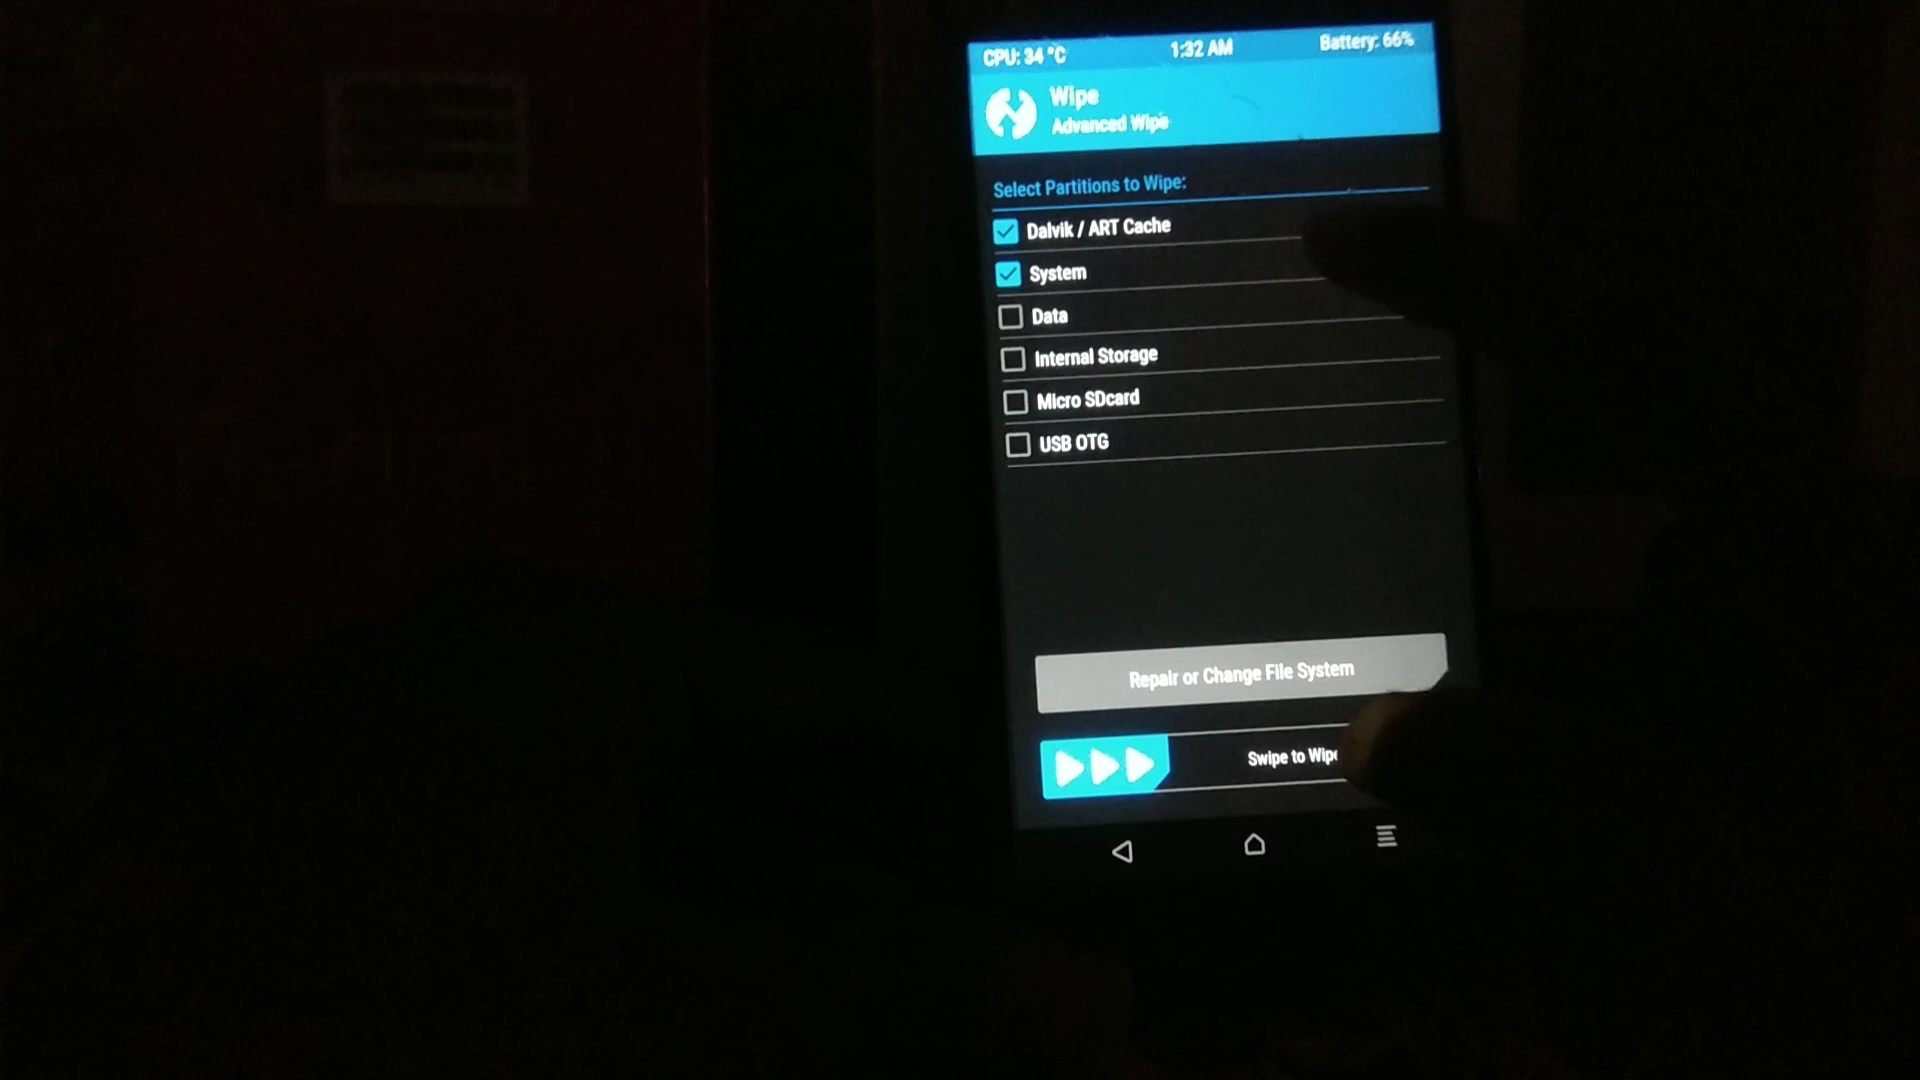 CPU: 34 °C 1:32 AM Battery: 66%
Wipe
Advanced Wipe
Select Partitions to Wipe:
Dalvik / ART Cache
System
Data
Internal Storage
Micro SDcard
USB OTG
Repair or Change File System
Swipe to Wipe